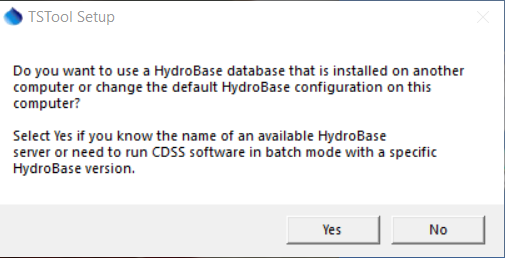 TSTool Setup
Do you want to use a HydroBase database that is installed on another
computer or change the default HydroBase configuration on this
computer?
Select Yes if you know the name of an available HydroBase
server or need to run CDSS software in batch mode with a specific
HydroBase version.
Yes
No